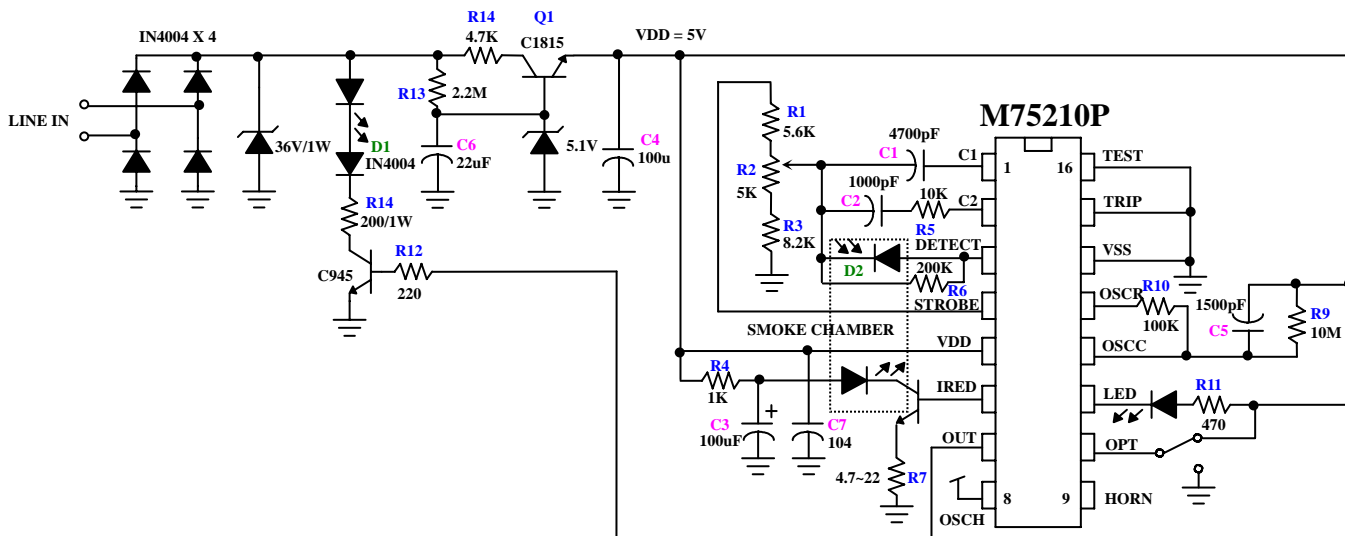 R14
Q1
IN4004 X 4
4.7K
C1815
VDD = 5V
R13
2.2M
LINE IN
36V/1W
D1
IN4004
C6
22uF
5.1V
C4
100u
R14
200/1W
C945
R12
220
R1
5.6K
R2
5K
R3
8.2K
4700pF
C1
C1
1000pF
C2
10K
R5
C2
DETECT
D2
200K
R6
STROBE
SMOKE CHAMBER
VDD
R4
1K
IRED
C3
+
100uF
C7
104
OUT
4.7~22
R7
OSCH
M75210P
1
16
8
9
TEST
TRIP
VSS
OSCR
R10
100K
1500pF
C5
R9
10M
OSCC
LED
R11
470
OPT
HORN